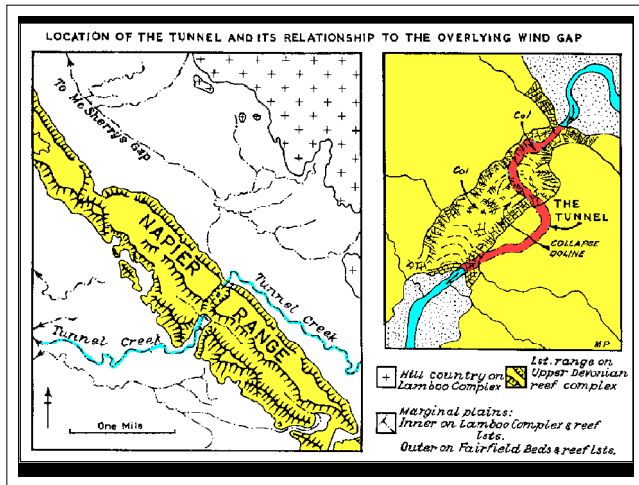 LOCATION OF THE TUNNEL AND ITS RELATIONSHIP TO THE OVERLYING WIND GAP
To McSherry's Gap
NAPIER
RANGE
Tunnel Creek
Tunnel Creek
One Mile
Col
Col
THE
TUNNEL
COLLAPSE
DOLINE
MP
Hill country on
Lamboo Complex
Lst. range on
Upper Devonian
reef complex
Marginal plains:
Inner on Lamboo Complex & reef
lsts.
Outer on Fairfield Beds & reef lsts.